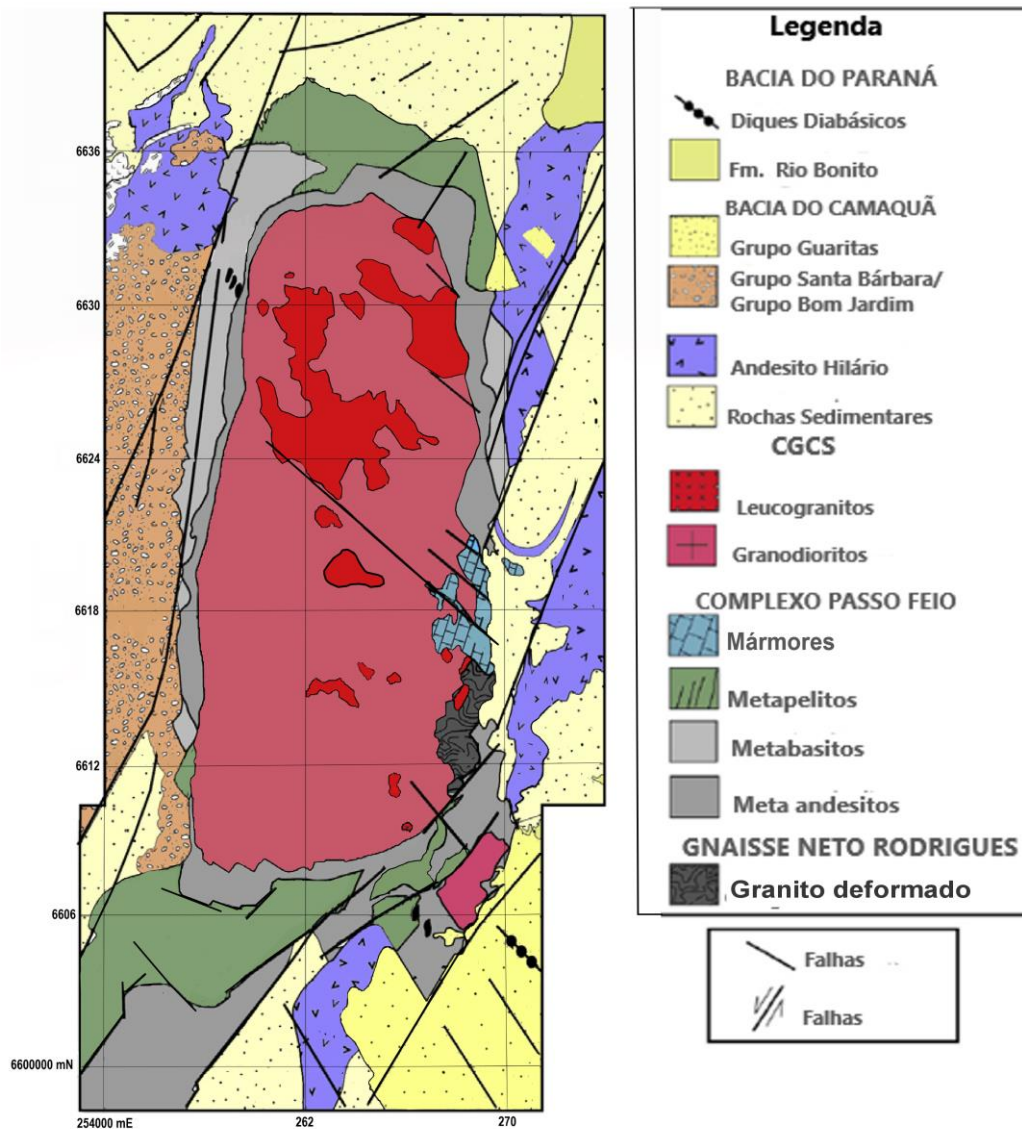 6636
6630
6624
6618
6612
6606
6600000 mN
254000 mE
262
270
Legenda
BACIA DO PARANÁ
Diques Diabásicos
Fm. Rio Bonito
BACIA DO CAMAQUÃ
Grupo Guaritas
Grupo Santa Bárbara/
Grupo Bom Jardim
Andesito Hilário
Rochas Sedimentares
CGCS
Leucogranitos
Granodioritos
COMPLEXO PASSO FEIO
Mármores
Metapelitos
Metabasitos
Meta andesitos
GNAISSE NETO RODRIGUES
Granito deformado
Falhas
Falhas